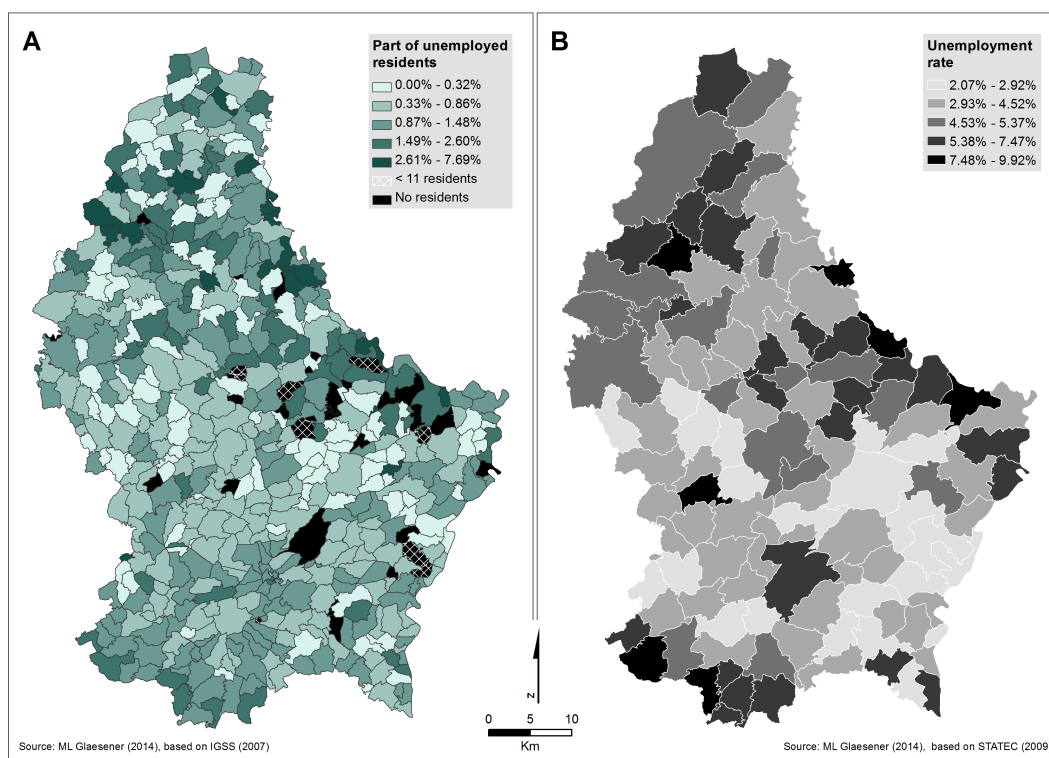 A
Part of unemployed
residents
0.00% - 0.32%
0.33% - 0.86%
0.87% - 1.48%
1.49% - 2.60%
2.61% - 7.69%
< 11 residents
No residents
Source: ML Glaesener (2014), based on IGSS (2007)
B
Unemployment
rate
2.07% - 2.92%
2.93% - 4.52%
4.53% - 5.37%
5.38% - 7.47%
7.48% - 9.92%
Source: ML Glaesener (2014), based on STATEC (2009
N
0 5 10
Km